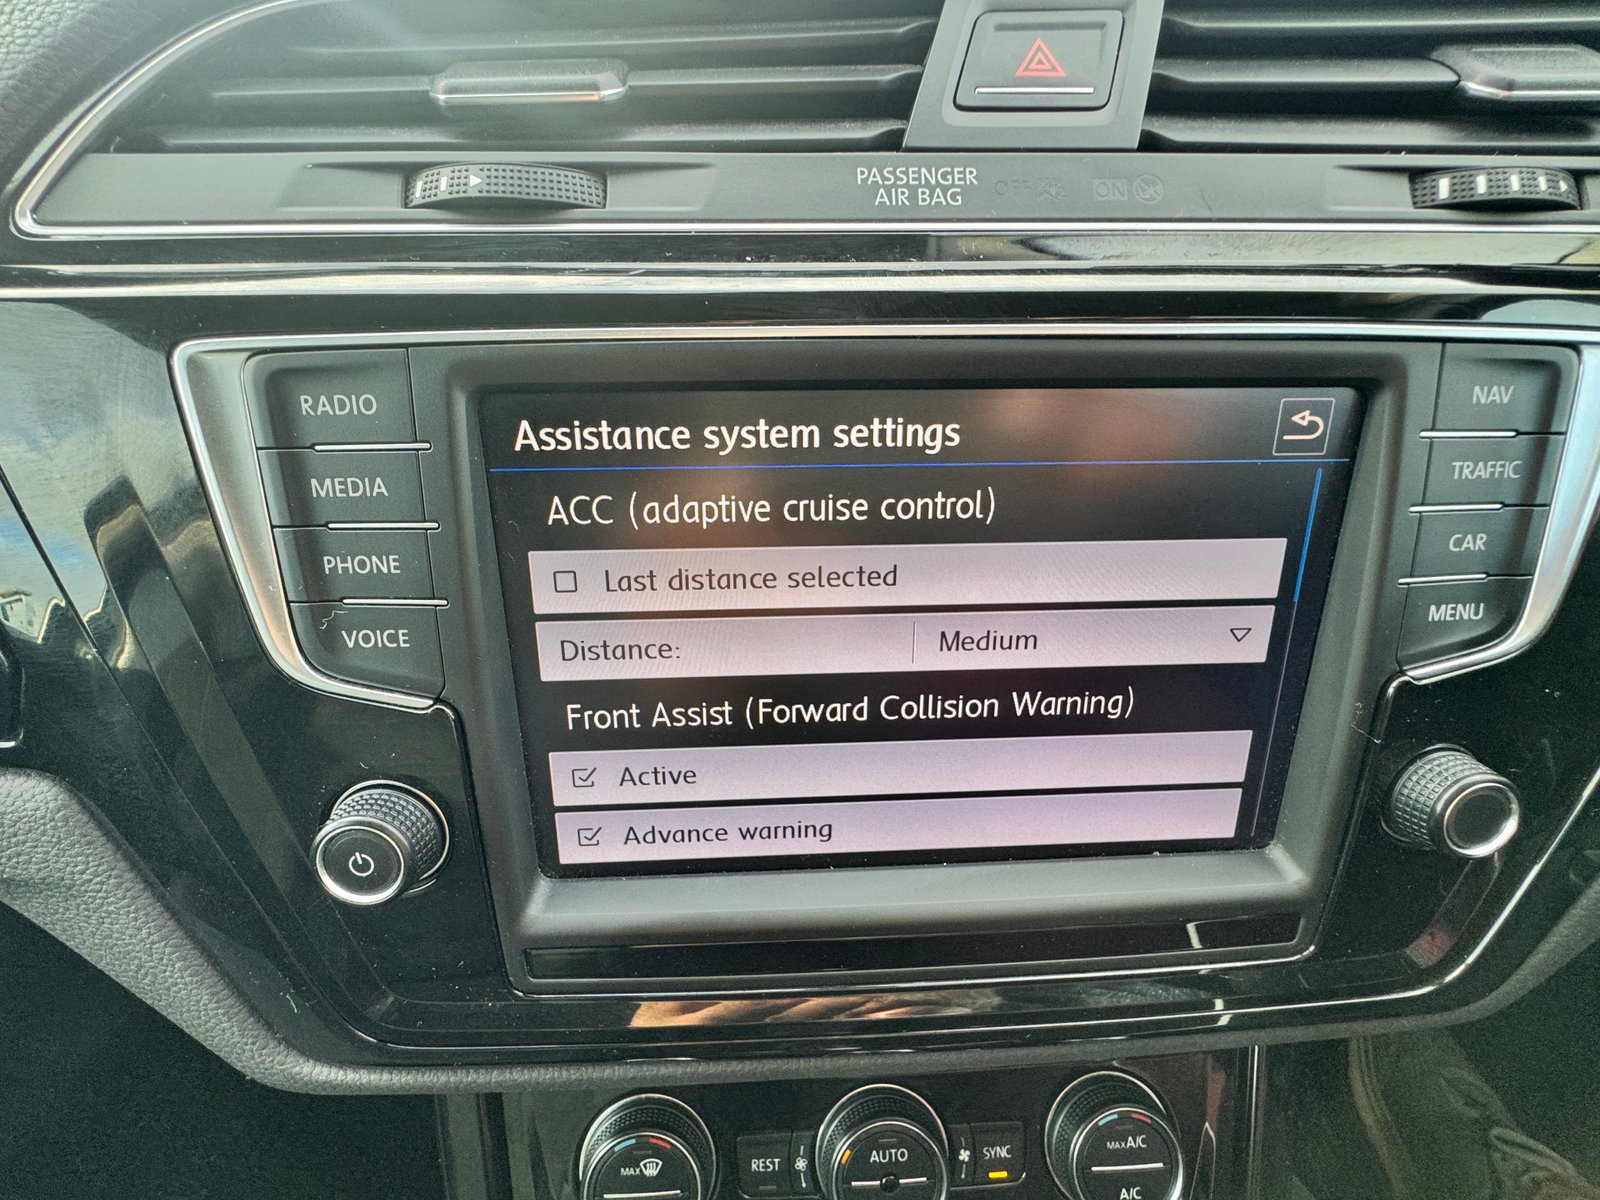 PASSENGER
AIR BAG
OFF
ON
RADIO
MEDIA
PHONE
VOICE
Assistance system settings
ACC (adaptive cruise control)
Last distance selected
Distance:
Medium
Front Assist (Forward Collision Warning)
Active
Advance warning
NAV
TRAFFIC
CAR
MENU
MAX
REST
AUTO
SYNC
MAX A/C
A/C